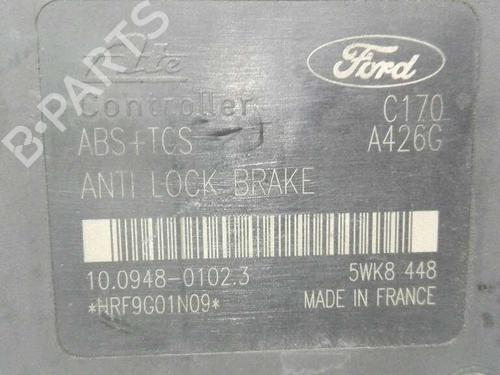 B-PARTS
Ate
Ford
Controller
C170
ABS+TCS
A426G
ANTI LOCK BRAKE
10.0948-0102.3
5WK8 448
*HRF9G01N09*
MADE IN FRANCE